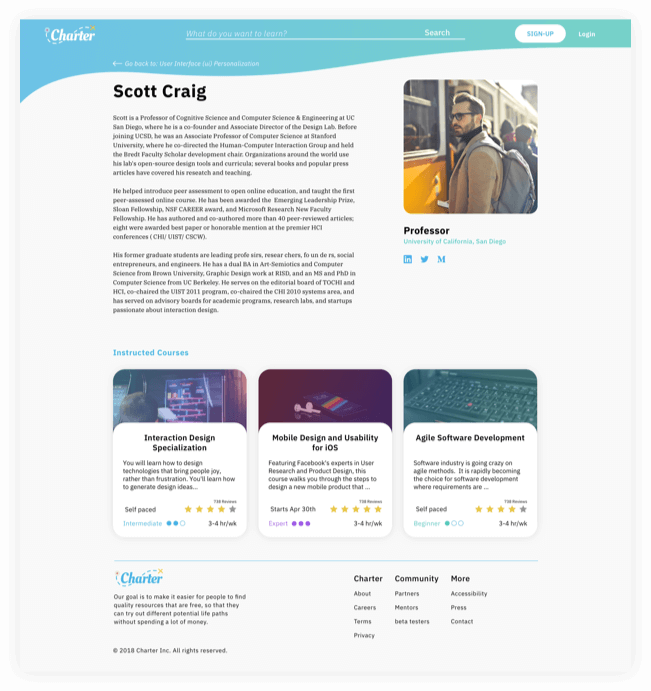 Charter
What do you want to learn?
Search
SIGN-UP
Login
Go back to: User Interface (ui) Personalization
Scott Craig
Scott is a Professor of Cognitive Science and Computer Science & Engineering at UC
San Diego, where he is a co-founder and Associate Director of the Design Lab. Before
joining UCSD, he was an Associate Professor of Computer Science at Stanford
University, where he co-directed the Human-Computer Interaction Group and held
the Bredt Faculty Scholar development chair. Organizations around the world use
his lab's open-source design tools and curricula; several books and popular press
articles have covered his research and teaching.
He helped introduce peer assessment to open online education, and taught the first
peer-assessed online course. He has been awarded the Emerging Leadership Prize,
Sloan Fellowship, NSF CAREER award, and Microsoft Research New Faculty
Fellowship. He has authored and co-authored more than 40 peer-reviewed articles;
eight were awarded best paper or honorable mention at the premier HCI
conferences ( CHI/ UIST/ CSCW).
His former graduate students are leading profe sirs, resear chers, fo un de rs, social
entrepreneurs, and engineers. He has a dual BA in Art-Semiotics and Computer
Science from Brown University, Graphic Design work at RISD, and an MS and PhD in
Computer Science from UC Berkeley. He serves on the editorial board of TOCHI and
HCI, co-chaired the UIST 2011 program, co-chaired the CHI 2010 systems area, and
has served on advisory boards for academic programs, research labs, and startups
passionate about interaction design.
Professor
University of California, San Diego
Instructed Courses
Interaction Design
Specialization
You will learn how to design
technologies that bring people joy,
rather than frustration. You'll learn how
to generate design ideas...
738 Reviews
Self paced
Intermediate
3-4 hr/wk
Mobile Design and Usability
for iOS
Featuring Facebook's experts in User
Research and Product Design, this
course walks you through the steps to
design a new mobile product that ...
738 Reviews
Starts Apr 30th
Expert
3-4 hr/wk
Agile Software Development
Software industry is going crazy on
agile methods. It is rapidly becoming
the choice for software development
where requirements are ...
738 Reviews
Self paced
Beginner
3-4 hr/wk
Charter
Our goal is to make it easier for people to find
quality resources that are free, so that they
can try out different potential life paths
without spending a lot of money.
© 2018 Charter Inc. All rights reserved.
Charter
About
Careers
Terms
Privacy
Community
Partners
Mentors
beta testers
More
Accessibility
Press
Contact